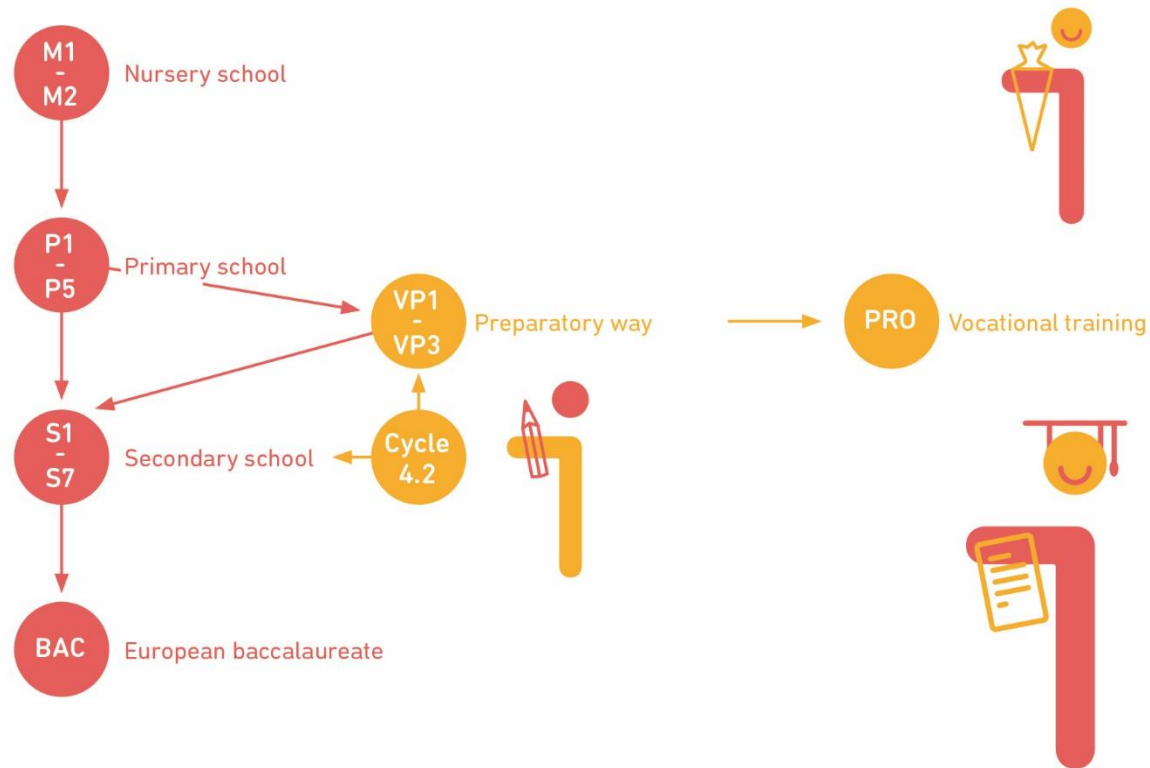 M1
-
M2
Nursery school
P1
-
P5
Primary school
VP1
-
VP3
Preparatory way
PRO
Vocational training
S1
-
S7
Secondary school
Cycle
4.2
BAC
European baccalaureate